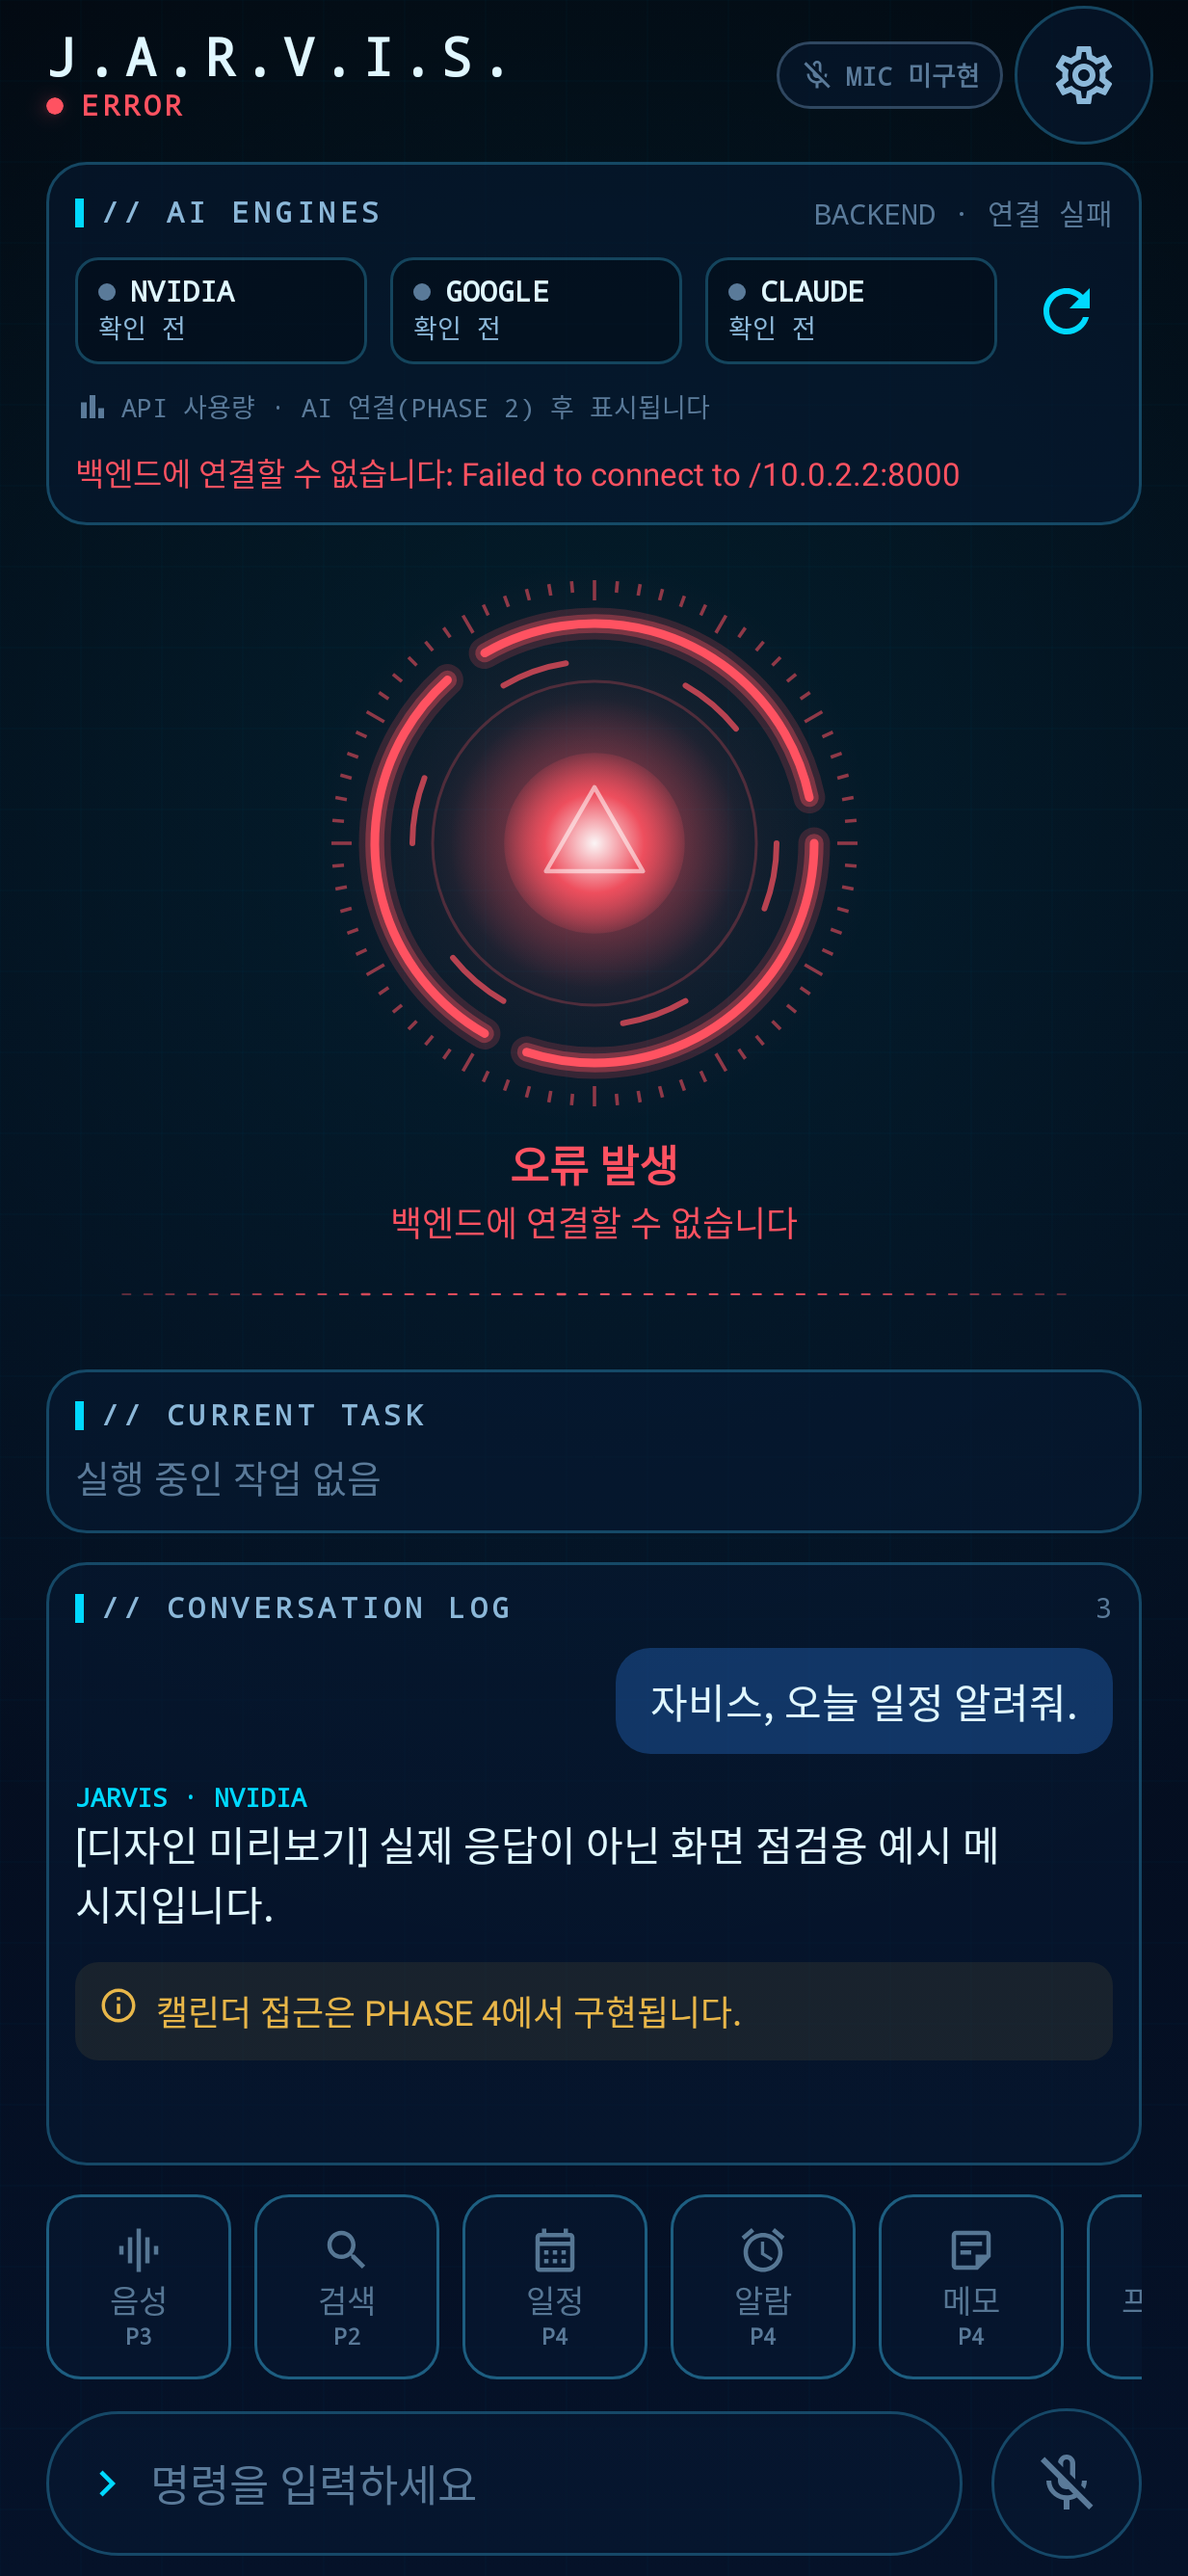 J.A.R.V.I.S.
ERROR
MIC 미구현
// AI ENGINES
BACKEND · 연결 실패
NVIDIA
확인 전
GOOGLE
확인 전
CLAUDE
확인 전
API 사용량 · AI 연결(PHASE 2) 후 표시됩니다
백엔드에 연결할 수 없습니다: Failed to connect to /10.0.2.2:8000
오류 발생
백엔드에 연결할 수 없습니다
// CURRENT TASK
실행 중인 작업 없음
// CONVERSATION LOG
3
자비스, 오늘 일정 알려줘.
JARVIS · NVIDIA
[디자인 미리보기] 실제 응답이 아닌 화면 점검용 예시 메
시지입니다.
캘린더 접근은 PHASE 4에서 구현됩니다.
음성
P3
검색
P2
일정
P4
알람
P4
메모
P4
명령을 입력하세요